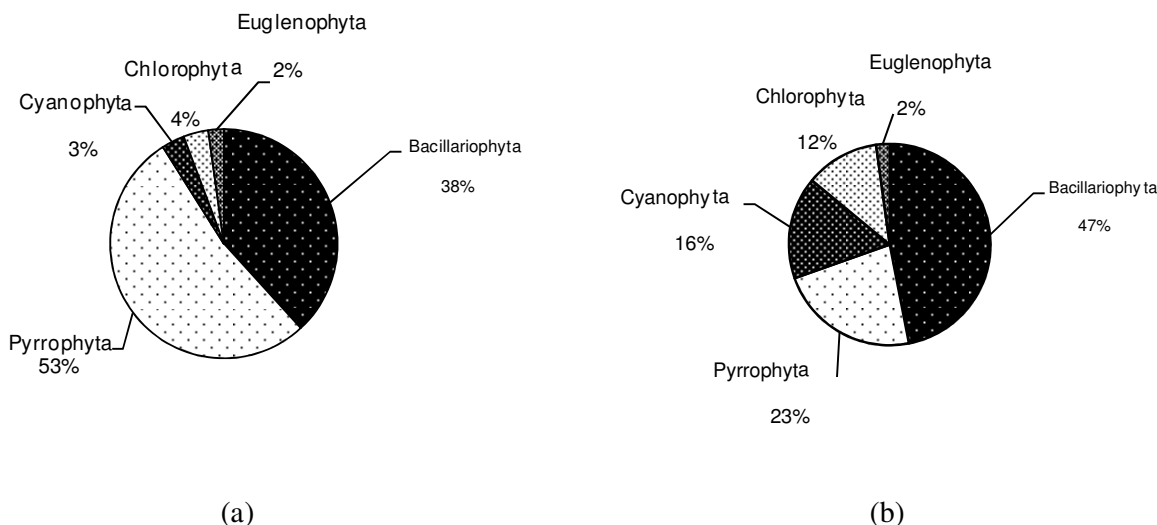 Euglenophyta
2%
Chlorophyta
4%
Cyanophyta
3%
Bacillariophyta
38%
Pyrrophyta
53%
(a)
Euglenophyta
2%
Chlorophyta
12%
Cyanophyta
16%
Bacillariophyta
47%
Pyrrophyta
23%
(b)